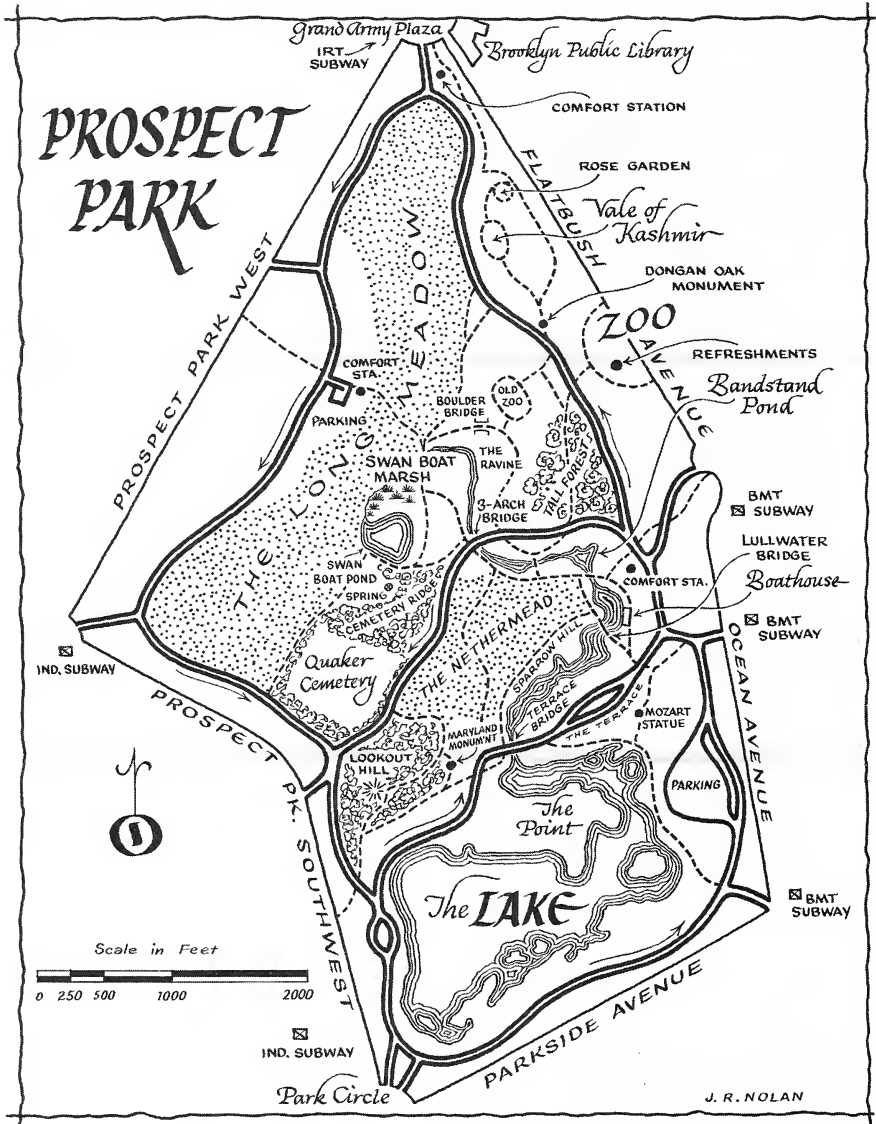 Grand Army Plaza
IRT
SUBWAY
Brooklyn Public Library
COMFORT STATION
PROSPECT
PARK
FLATBUSH AVENUE
ROSE GARDEN
Vale of
Kashmir
DONGAN OAK
MONUMENT
ZOO
REFRESHMENTS
Bandstand
Pond
PROSPECT PARK WEST
THE LONG MEADOW
COMFORT
STA.
PARKING
BOULDER
BRIDGE
OLD
ZOO
THE
RAVINE
TALL FOREST
SWAN BOAT
MARSH
3-ARCH
BRIDGE
BMT
SUBWAY
LULLWATER
BRIDGE
COMFORT STA.
Boathouse
SWAN
BOAT POND
SPRING
CEMETERY RIDGE
THE NETHERMEAD
SPARROW HILL
BMT
SUBWAY
IND. SUBWAY
Quaker
Cemetery
TERRACE
BRIDGE
THE TERRACE
OCEAN AVENUE
PROSPECT PK. SOUTHWEST
MARYLAND
MONUM'NT
MOZART
STATUE
LOOKOUT
HILL
PARKING
The
Point
The LAKE
BMT
SUBWAY
Scale in Feet
0 250 500 1000 2000
IND. SUBWAY
PARKSIDE AVENUE
Park Circle
J. R. NOLAN